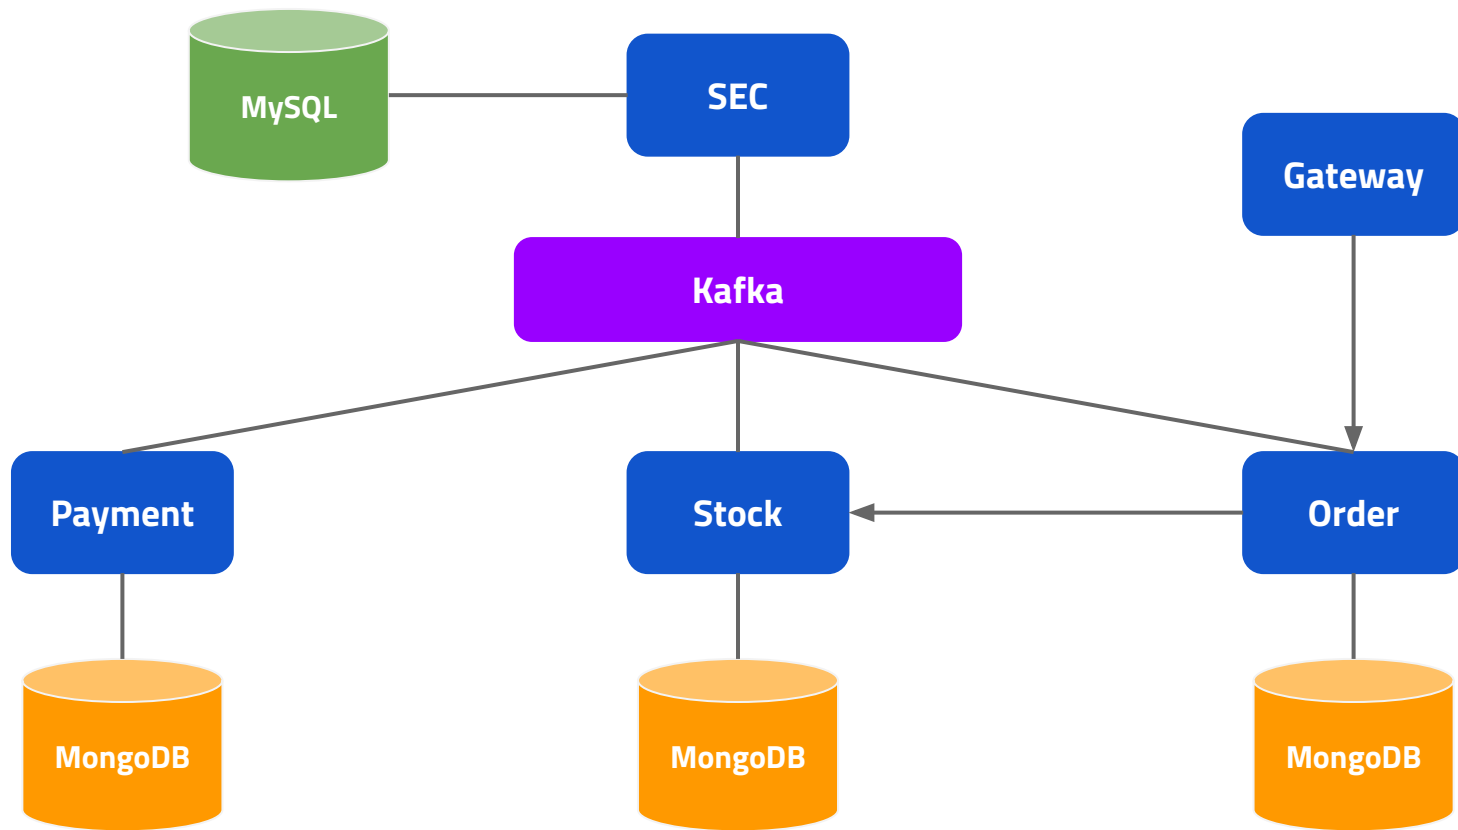 MySQL
SEC
Gateway
Kafka
Payment
Stock
Order
MongoDB
MongoDB
MongoDB